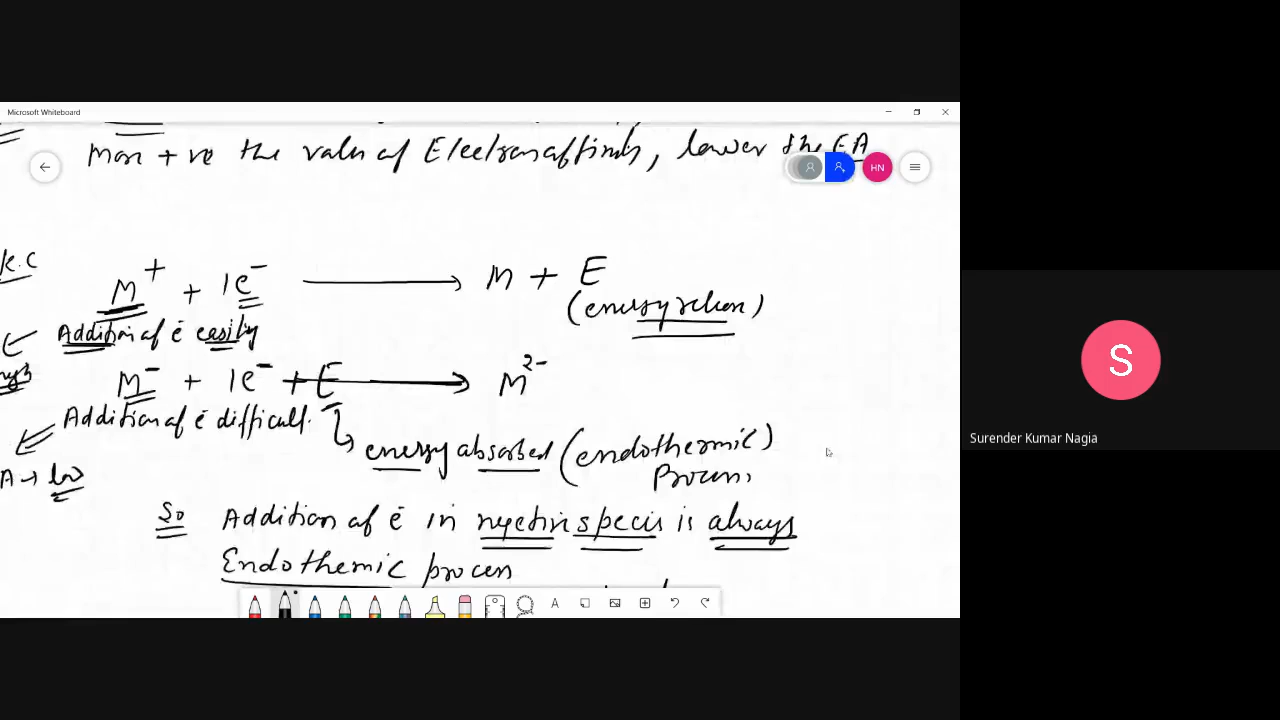 Microsoft Whiteboard
more +ve the value of Electron affinity, lower the EA
HN
K.C
M⁺ + 1e⁻ → M + E
(energy release)
Addition of e⁻ easily
M⁻ + 1e⁻ + E → M²⁻
Addition of e⁻ difficult.
energy absorbed (endothermic)
Process
A → low
So Addition of e⁻ in negative species is always
Endothermic process
S
Surender Kumar Nagia